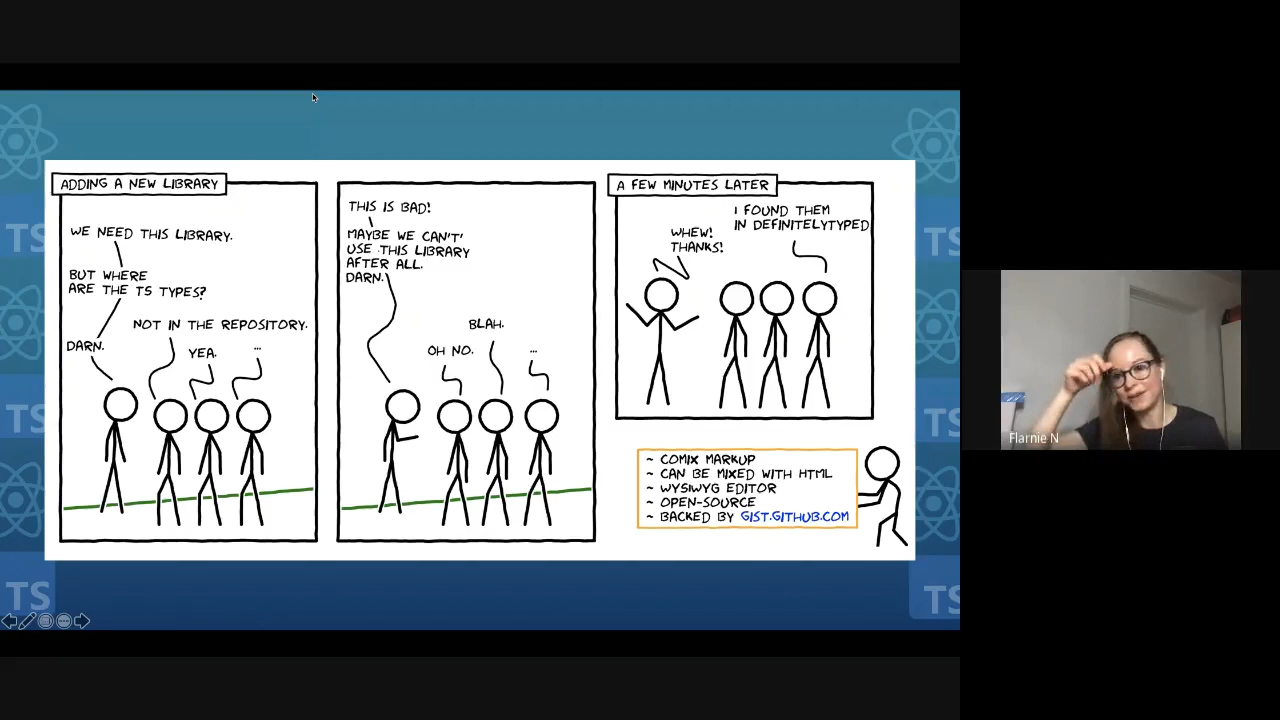 ADDING A NEW LIBRARY
WE NEED THIS LIBRARY.
BUT WHERE
ARE THE TS TYPES?
NOT IN THE REPOSITORY.
DARN.
YEA.
...
THIS IS BAD!
MAYBE WE CAN'T'
USE THIS LIBRARY
AFTER ALL.
DARN.
BLAH.
OH NO.
...
A FEW MINUTES LATER
I FOUND THEM
IN DEFINITELYTYPED
WHEW!
THANKS!
~ COMIX MARKUP
~ CAN BE MIXED WITH HTML
~ WYSIWYG EDITOR
~ OPEN-SOURCE
~ BACKED BY GIST.GITHUB.COM
TS
TS
TS
TS
TS
TS
Flarnie N